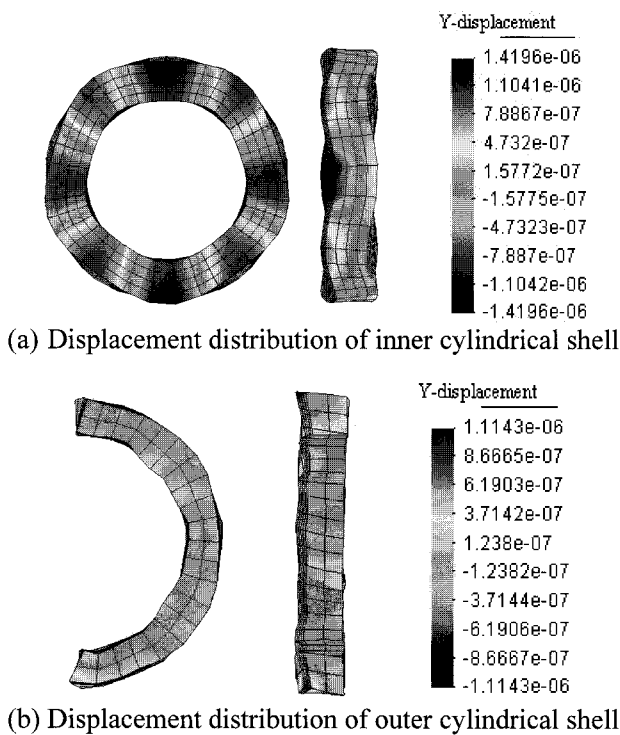 Y-displacement
1.4196e-06
1.1041e-06
7.8867e-07
4.732e-07
1.5772e-07
-1.5775e-07
-4.7323e-07
-7.887e-07
-1.1042e-06
-1.4196e-06
(a) Displacement distribution of inner cylindrical shell
Y-displacement
1.1143e-06
8.6665e-07
6.1903e-07
3.7142e-07
1.238e-07
-1.2382e-07
-3.7144e-07
-6.1906e-07
-8.6667e-07
-1.1143e-06
(b) Displacement distribution of outer cylindrical shell